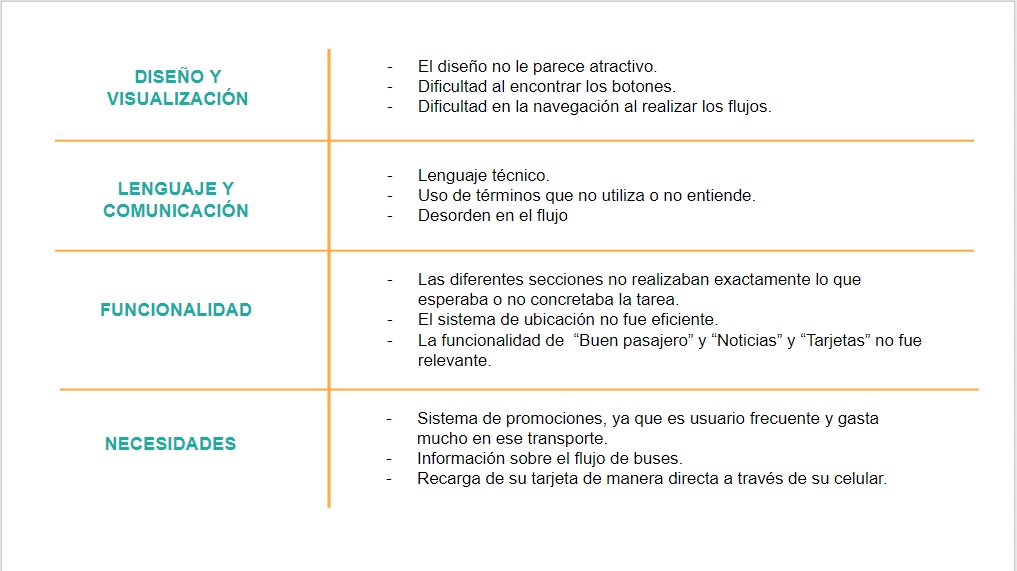 DISEÑO Y
VISUALIZACIÓN
- El diseño no le parece atractivo.
- Dificultad al encontrar los botones.
- Dificultad en la navegación al realizar los flujos.
LENGUAJE Y
COMUNICACIÓN
- Lenguaje técnico.
- Uso de términos que no utiliza o no entiende.
- Desorden en el flujo
FUNCIONALIDAD
- Las diferentes secciones no realizaban exactamente lo que
esperaba o no concretaba la tarea.
- El sistema de ubicación no fue eficiente.
- La funcionalidad de “Buen pasajero” y “Noticias” y “Tarjetas” no fue
relevante.
NECESIDADES
- Sistema de promociones, ya que es usuario frecuente y gasta
mucho en ese transporte.
- Información sobre el flujo de buses.
- Recarga de su tarjeta de manera directa a través de su celular.